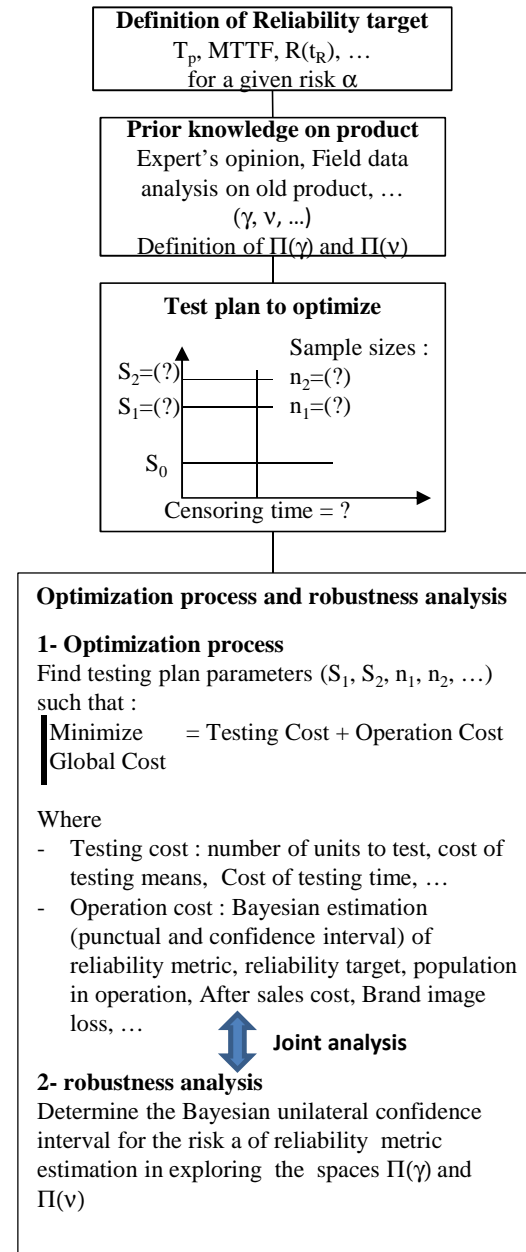 Definition of Reliability target
Tp, MTTF, R(tR), …
for a given risk α
Prior knowledge on product
Expert’s opinion, Field data
analysis on old product, …
(γ, ν, …)
Definition of Π(γ) and Π(ν)
Test plan to optimize
Sample sizes :
S2=(?) n2=(?)
S1=(?) n1=(?)
S0
Censoring time = ?
Optimization process and robustness analysis
1- Optimization process
Find testing plan parameters (S1, S2, n1, n2, …)
such that :
Minimize = Testing Cost + Operation Cost
Global Cost
Where
- Testing cost : number of units to test, cost of
testing means, Cost of testing time, …
- Operation cost : Bayesian estimation
(punctual and confidence interval) of
reliability metric, reliability target, population
in operation, After sales cost, Brand image
loss, …
Joint analysis
2- robustness analysis
Determine the Bayesian unilateral confidence
interval for the risk a of reliability metric
estimation in exploring the spaces Π(γ) and
Π(ν)